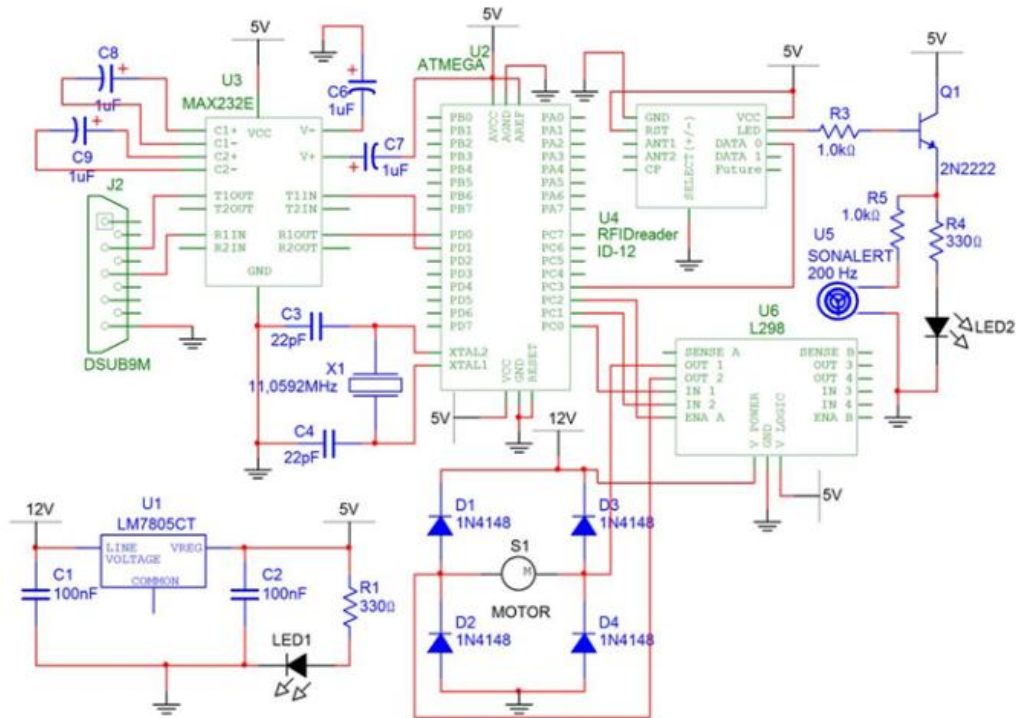 5V
C8
1uF
C9
1uF
U3
MAX232E
C1+
C1-
C2+
C2-
T1OUT
T2OUT
R1IN
R2IN
VCC
V-
V+
T1IN
T2IN
R1OUT
R2OUT
GND
C6
1uF
C7
1uF
J2
DSUB9M
5V
U2
ATMEGA
PB0
PB1
PB2
PB3
PB4
PB5
PB6
PB7
PD0
PD1
PD2
PD3
PD4
PD5
PD6
PD7
XTAL2
XTAL1
AVCC
AGND
AREF
PA0
PA1
PA2
PA3
PA4
PA5
PA6
PA7
PC7
PC6
PC5
PC4
PC3
PC2
PC1
PC0
VCC
GND
RESET
5V
C3
22pF
X1
11,0592MHz
C4
22pF
5V
GND
RST
ANT1
ANT2
CP
SELECT(+/-)
VCC
LED
DATA 0
DATA 1
Future
U4
RFIDreader
ID-12
R3
1.0kΩ
5V
Q1
2N2222
R5
1.0kΩ
R4
330Ω
U5
SONALERT
200 Hz
LED2
U6
L298
SENSE A
OUT 1
OUT 2
IN 1
IN 2
ENA A
SENSE B
OUT 3
OUT 4
IN 3
IN 4
ENA B
V POWER
GND
V LOGIC
5V
12V
D1
1N4148
D3
1N4148
S1
M
MOTOR
D2
1N4148
D4
1N4148
12V
U1
LM7805CT
LINE
VOLTAGE
VREG
COMMON
5V
C1
100nF
C2
100nF
R1
330Ω
LED1